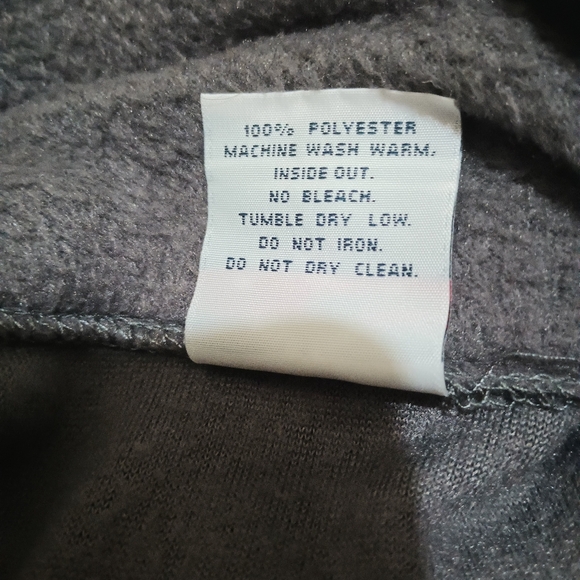 100% POLYESTER
MACHINE WASH WARM,
INSIDE OUT.
NO BLEACH.
TUMBLE DRY LOW.
DO NOT IRON.
DO NOT DRY CLEAN.